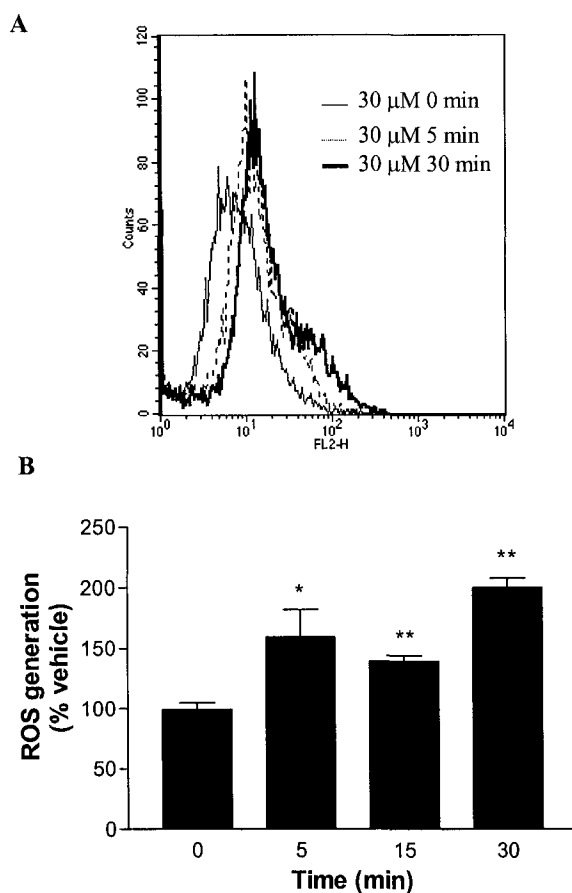 A
120
100
80
60
40
20
0
Counts
30 µM 0 min
30 µM 5 min
30 µM 30 min
10^0 10^1 10^2 10^3 10^4
FL2-H
B
250
200
150
100
50
0
ROS generation
(% vehicle)
* ** **
0 5 15 30
Time (min)